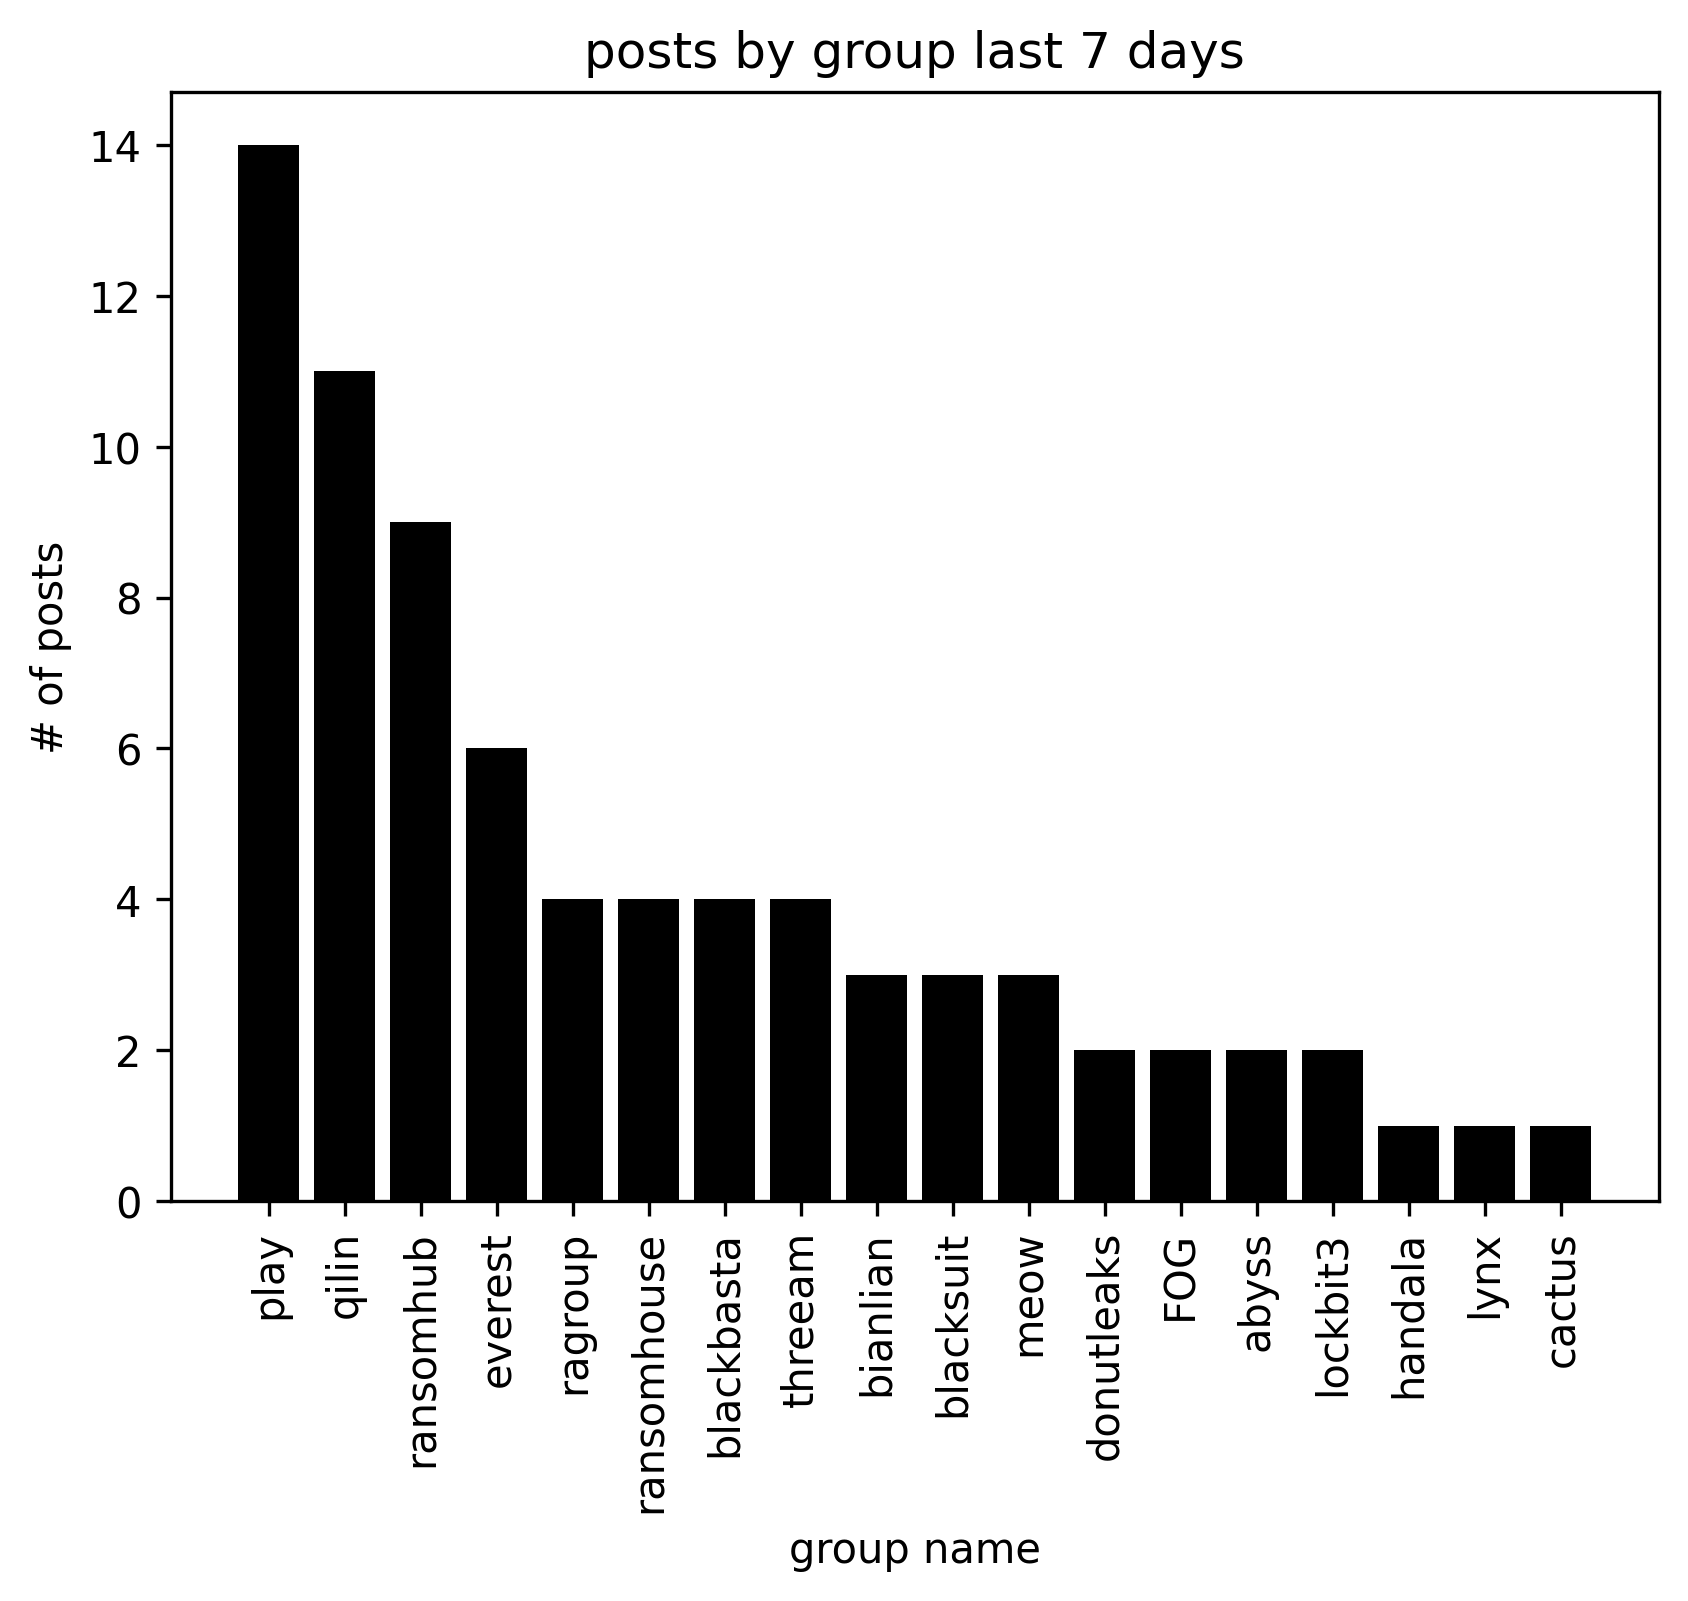 posts by group last 7 days
# of posts
14
12
10
8
6
4
2
0
play
qilin
ransomhub
everest
ragroup
ransomhouse
blackbasta
threeam
bianlian
blacksuit
meow
donutleaks
FOG
abyss
lockbit3
handala
lynx
cactus
group name